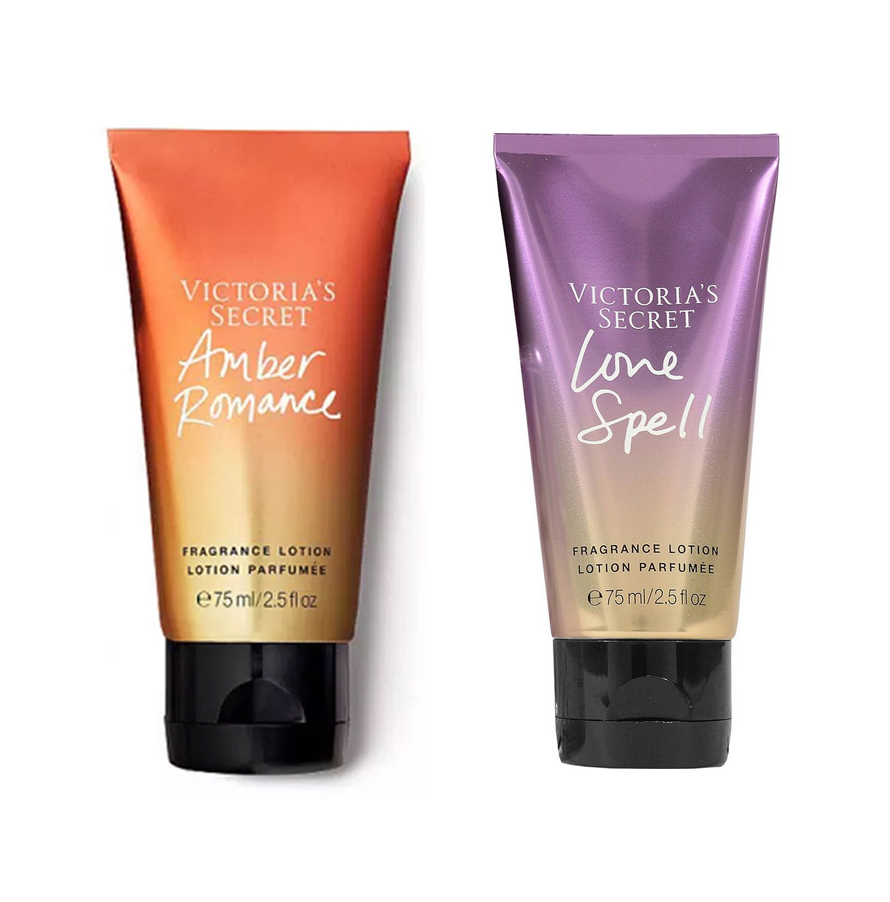 VICTORIA'S
SECRET
Amber
Romance
FRAGRANCE LOTION
LOTION PARFUMÉE
℮75 ml/2.5 fl oz
VICTORIA'S
SECRET
Love
Spell
FRAGRANCE LOTION
LOTION PARFUMÉE
℮75 ml/2.5 fl oz